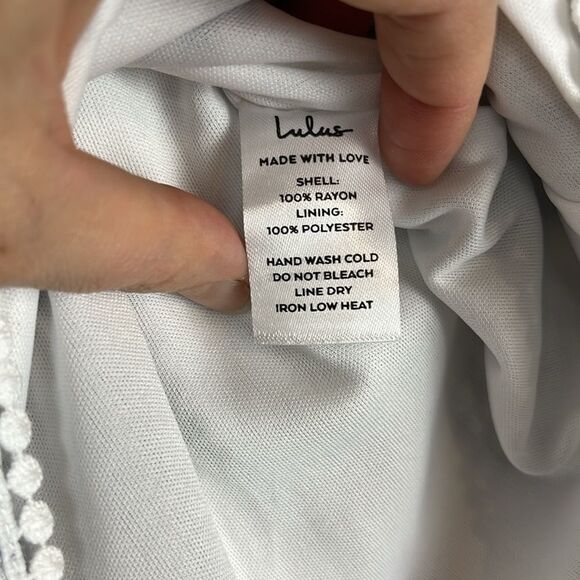 Lulus
MADE WITH LOVE
SHELL:
100% RAYON
LINING:
100% POLYESTER
HAND WASH COLD
DO NOT BLEACH
LINE DRY
IRON LOW HEAT